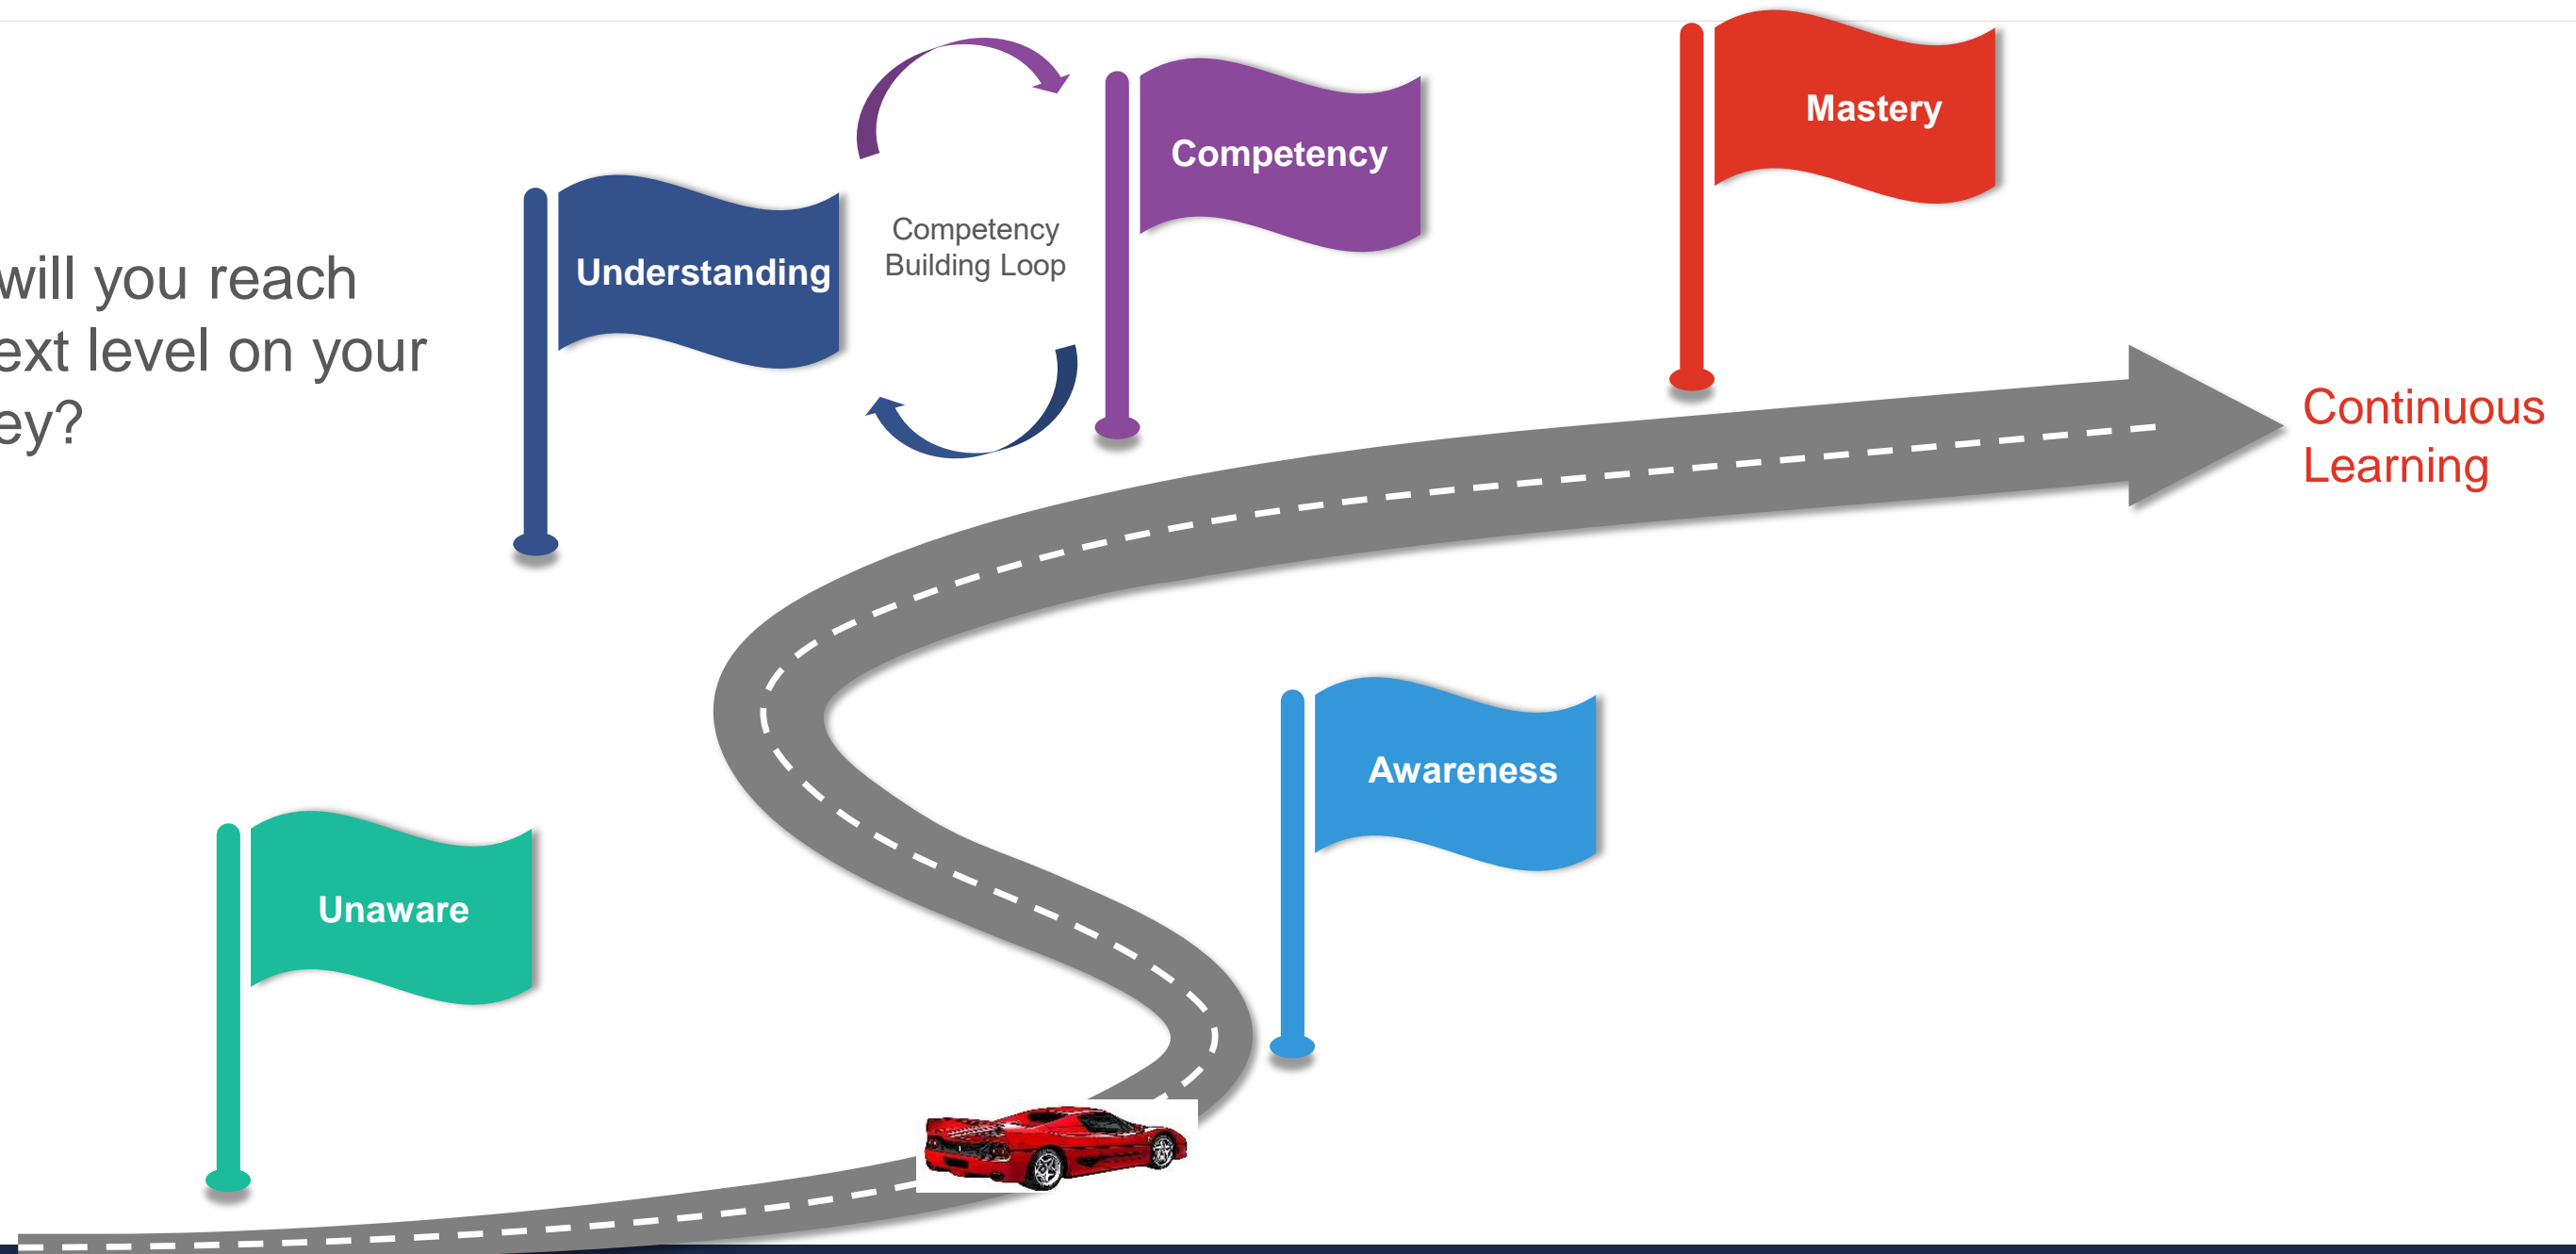 will you reach
ext level on your
ey?
Understanding
Competency
Building Loop
Competency
Mastery
Continuous
Learning
Awareness
Unaware